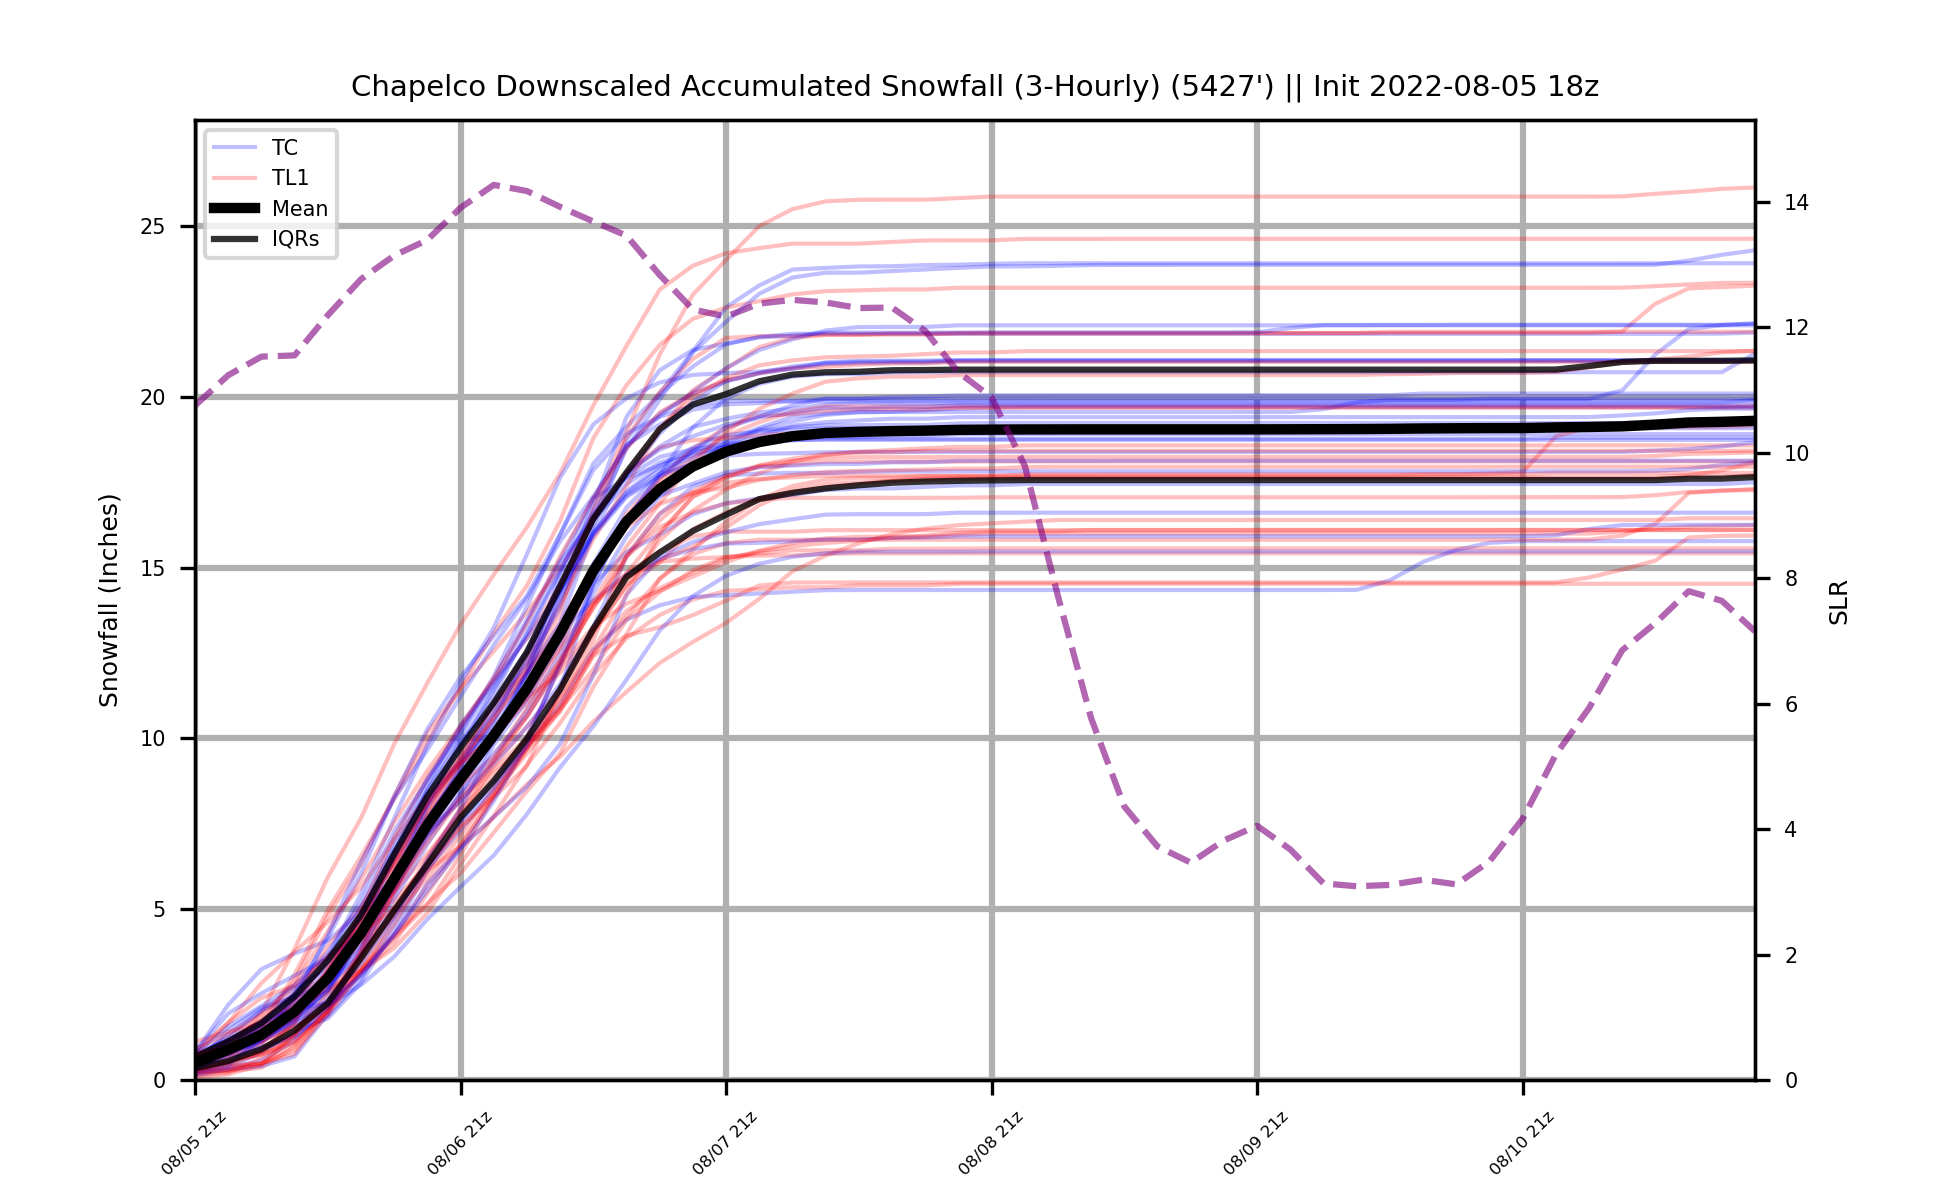 Chapelco Downscaled Accumulated Snowfall (3-Hourly) (5427') || Init 2022-08-05 18z
TC
TL1
Mean
IQRs
25
20
15
10
5
0
Snowfall (Inches)
14
12
10
8
6
4
2
0
SLR
08/05 21z
08/06 21z
08/07 21z
08/08 21z
08/09 21z
08/10 21z